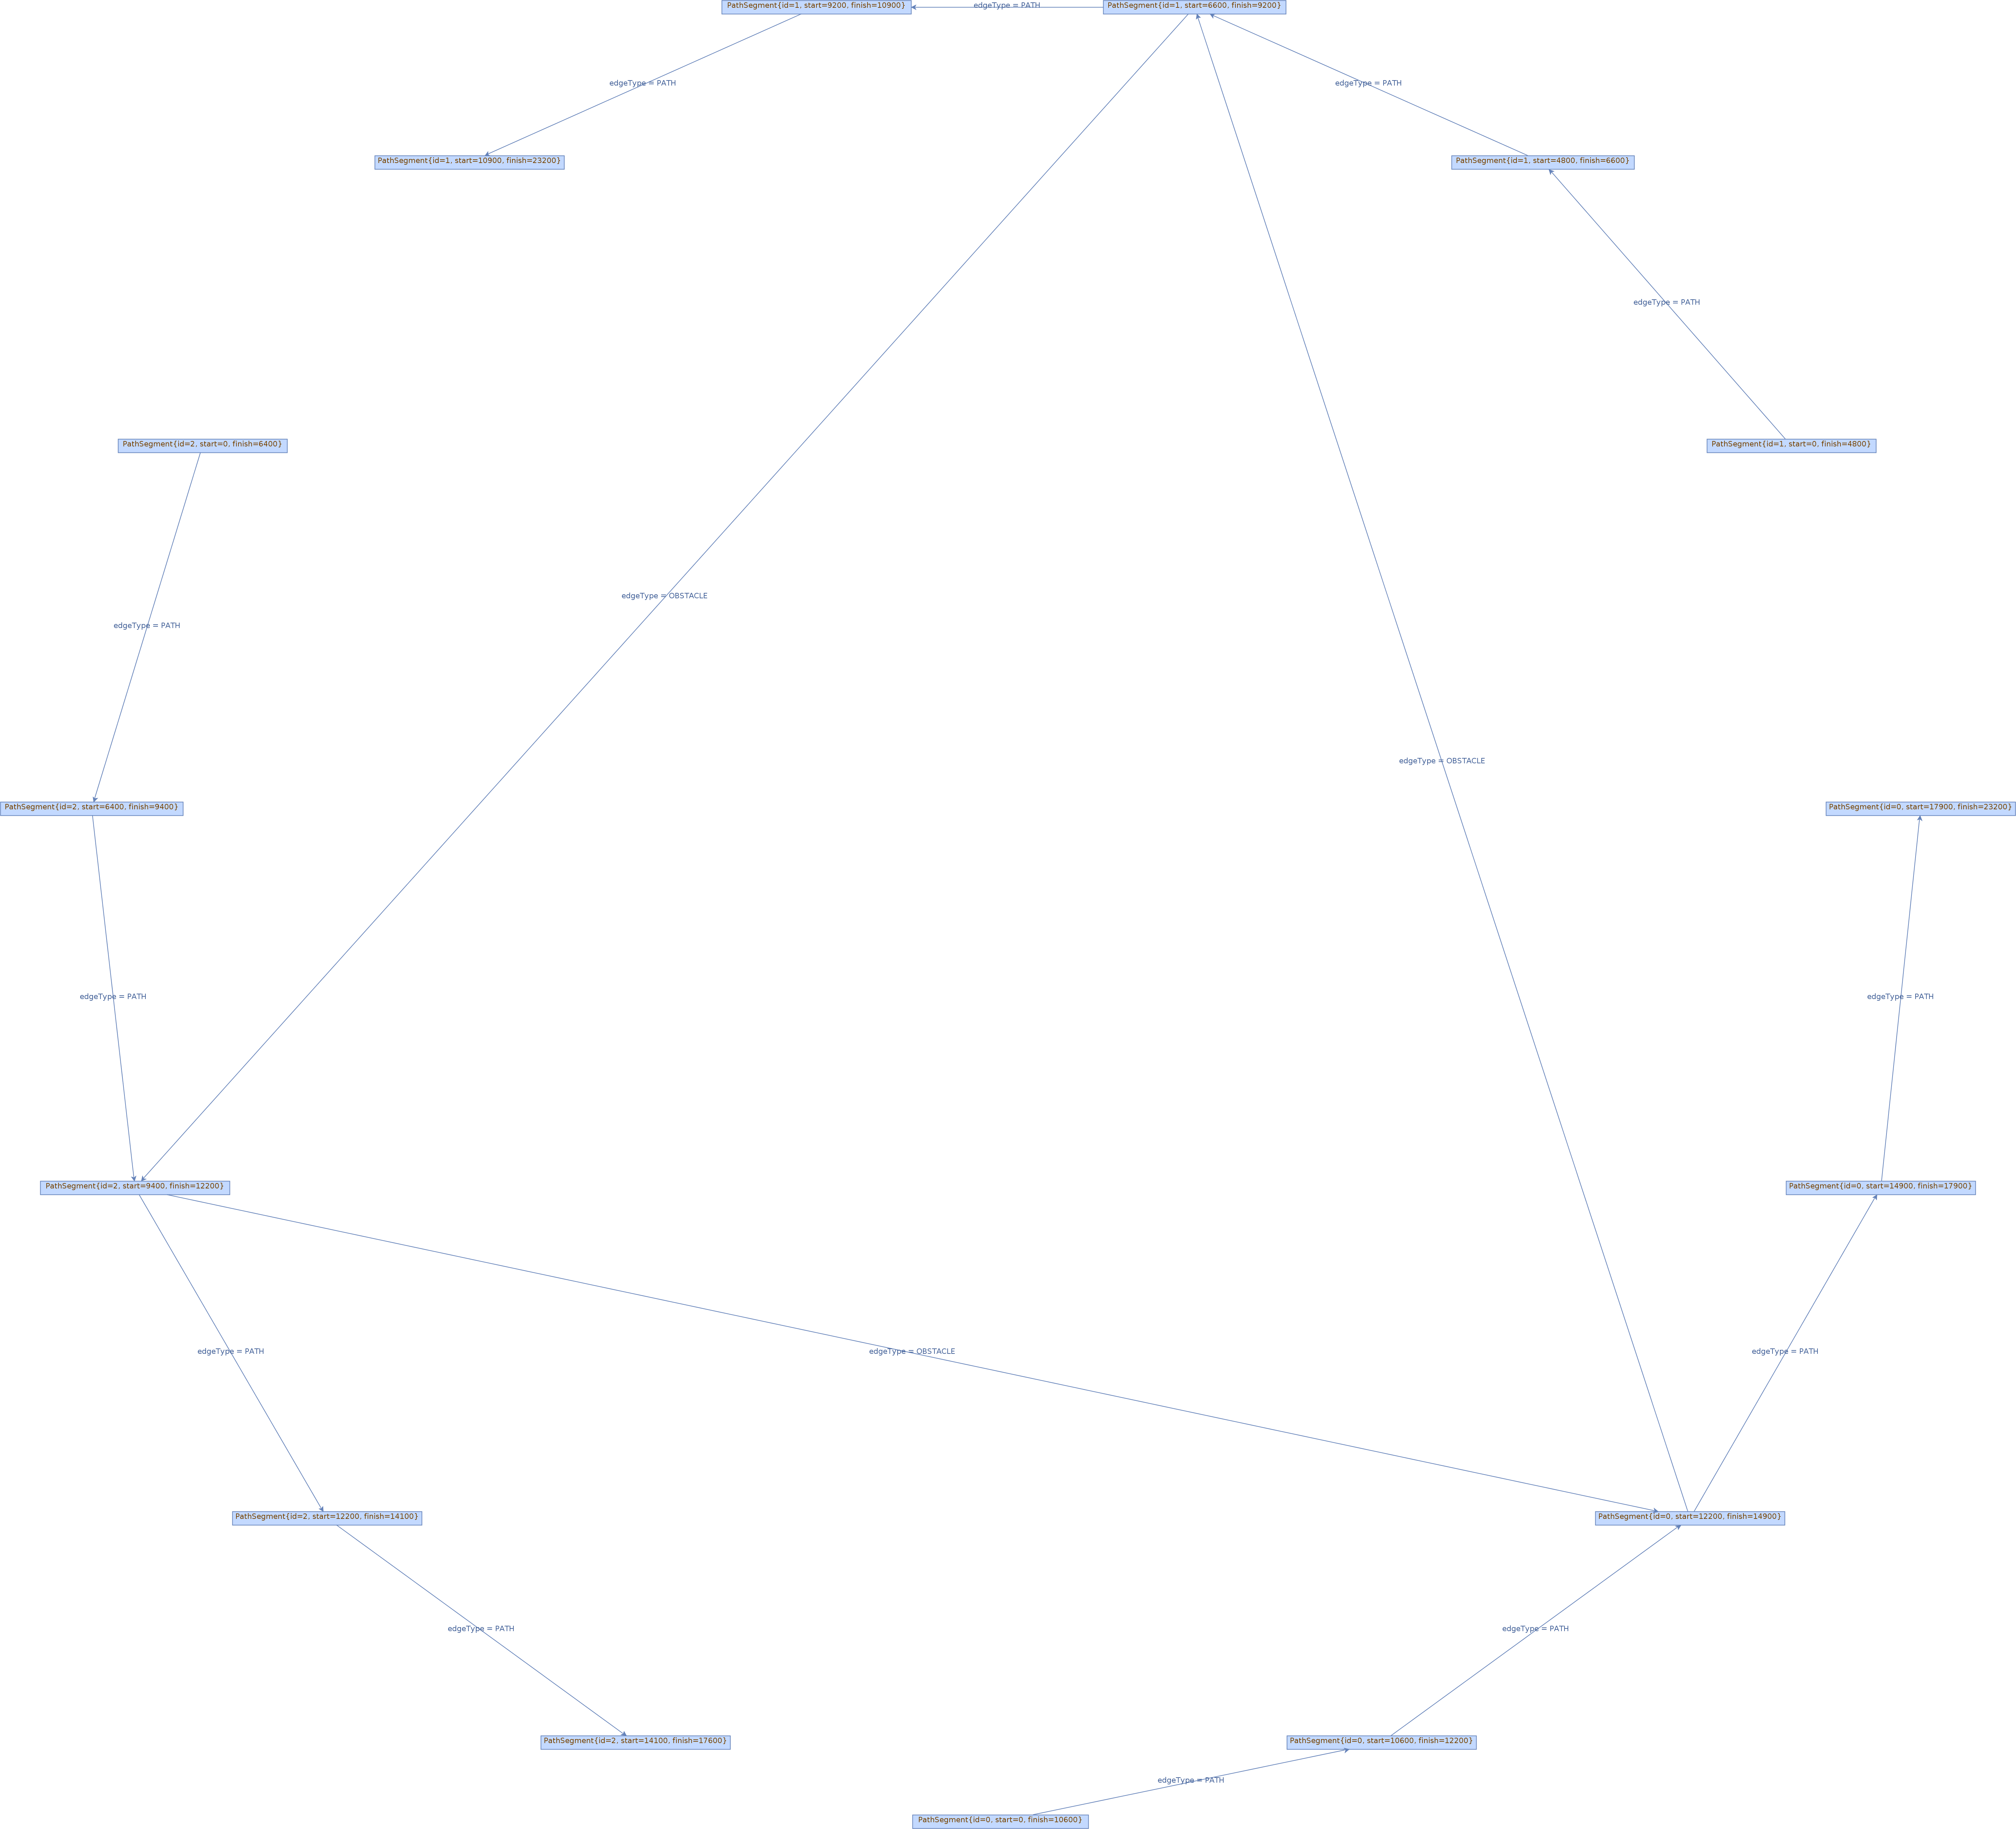 PathSegment{id=1, start=9200, finish=10900}
edgeType = PATH
PathSegment{id=1, start=6600, finish=9200}
edgeType = PATH
edgeType = PATH
PathSegment{id=1, start=10900, finish=23200}
PathSegment{id=1, start=4800, finish=6600}
edgeType = PATH
PathSegment{id=2, start=0, finish=6400}
PathSegment{id=1, start=0, finish=4800}
edgeType = OBSTACLE
edgeType = PATH
edgeType = OBSTACLE
PathSegment{id=2, start=6400, finish=9400}
PathSegment{id=0, start=17900, finish=23200}
edgeType = PATH
edgeType = PATH
PathSegment{id=2, start=9400, finish=12200}
PathSegment{id=0, start=14900, finish=17900}
edgeType = PATH
edgeType = OBSTACLE
edgeType = PATH
PathSegment{id=2, start=12200, finish=14100}
PathSegment{id=0, start=12200, finish=14900}
edgeType = PATH
edgeType = PATH
PathSegment{id=2, start=14100, finish=17600}
PathSegment{id=0, start=10600, finish=12200}
edgeType = PATH
PathSegment{id=0, start=0, finish=10600}